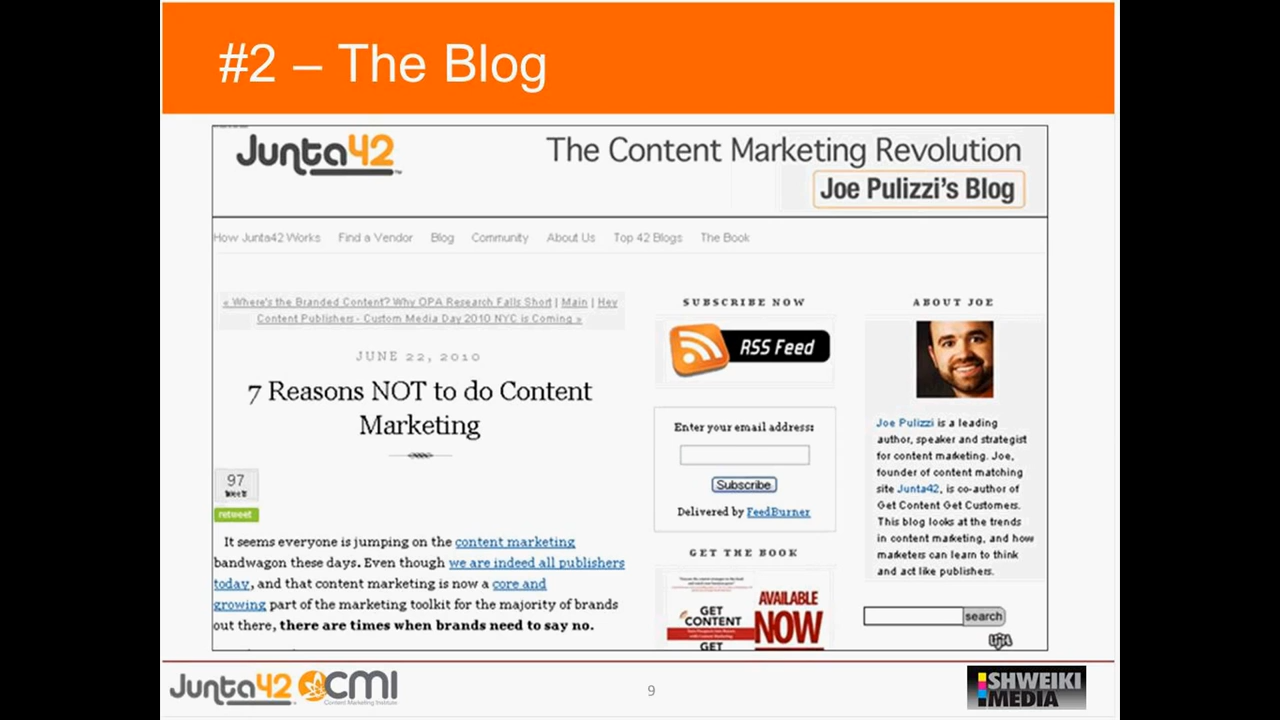 #2 – The Blog
Junta42
The Content Marketing Revolution
Joe Pulizzi's Blog
How Junta42 Works Find a Vendor Blog Community About Us Top 42 Blogs The Book
« Where's the Branded Content? Why OPA Research Falls Short | Main | Hey
Content Publishers - Custom Media Day 2010 NYC is Coming »
JUNE 22, 2010
7 Reasons NOT to do Content
Marketing
97
tweets
retweet
It seems everyone is jumping on the content marketing
bandwagon these days. Even though we are indeed all publishers
today, and that content marketing is now a core and
growing part of the marketing toolkit for the majority of brands
out there, there are times when brands need to say no.
SUBSCRIBE NOW
RSS Feed
Enter your email address:
Subscribe
Delivered by FeedBurner
GET THE BOOK
GET
CONTENT
GET
AVAILABLE
NOW
ABOUT JOE
Joe Pulizzi is a leading
author, speaker and strategist
for content marketing. Joe,
founder of content matching
site Junta42, is co-author of
Get Content Get Customers.
This blog looks at the trends
in content marketing, and how
marketers can learn to think
and act like publishers.
search
Junta42 CMI
Content Marketing Institute
9
SHWEIKI
MEDIA